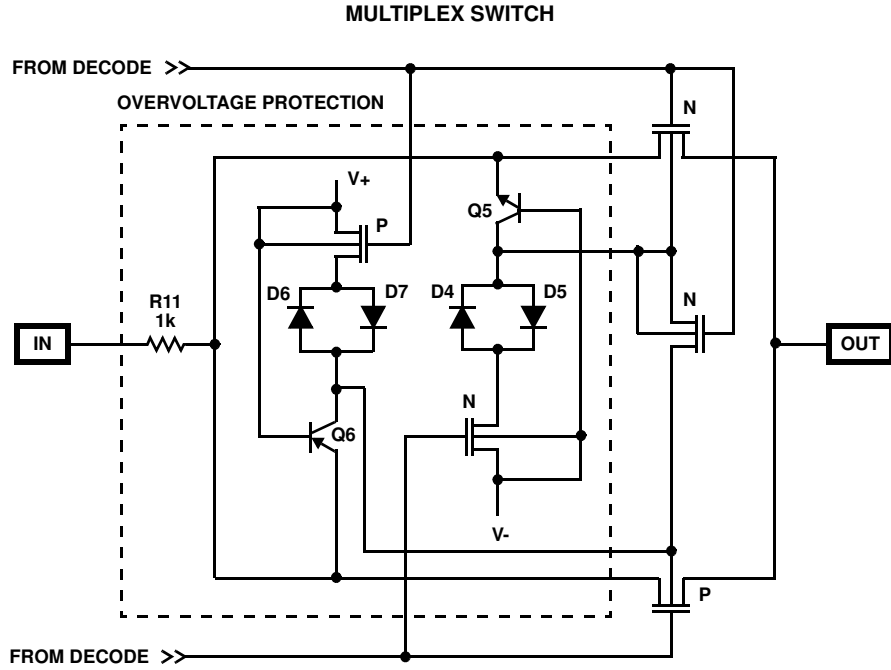 MULTIPLEX SWITCH
FROM DECODE
OVERVOLTAGE PROTECTION
N
V+
Q5
P
D6
D7
D4
D5
N
R11
1k
IN
OUT
N
Q6
V-
P
FROM DECODE